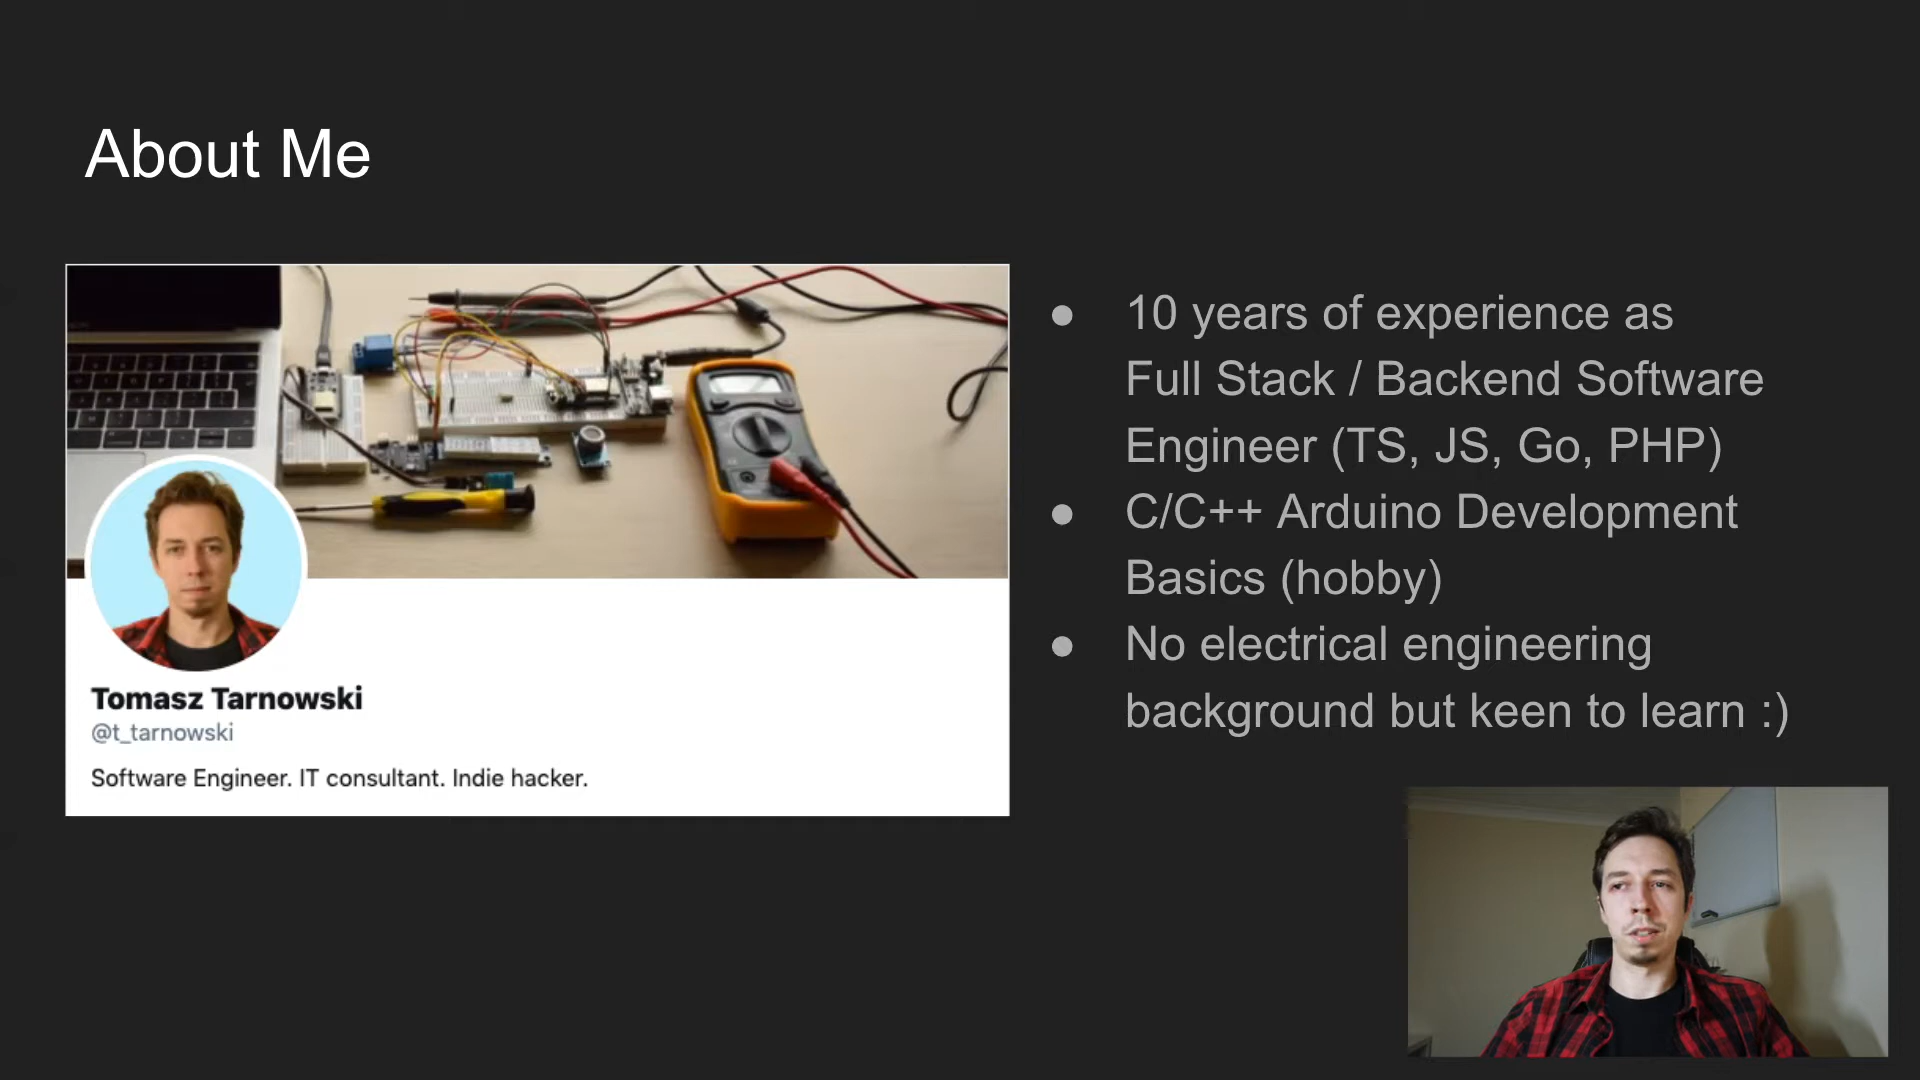 About Me
Tomasz Tarnowski
@t_tarnowski
Software Engineer. IT consultant. Indie hacker.
● 10 years of experience as
Full Stack / Backend Software
Engineer (TS, JS, Go, PHP)
● C/C++ Arduino Development
Basics (hobby)
● No electrical engineering
background but keen to learn :)